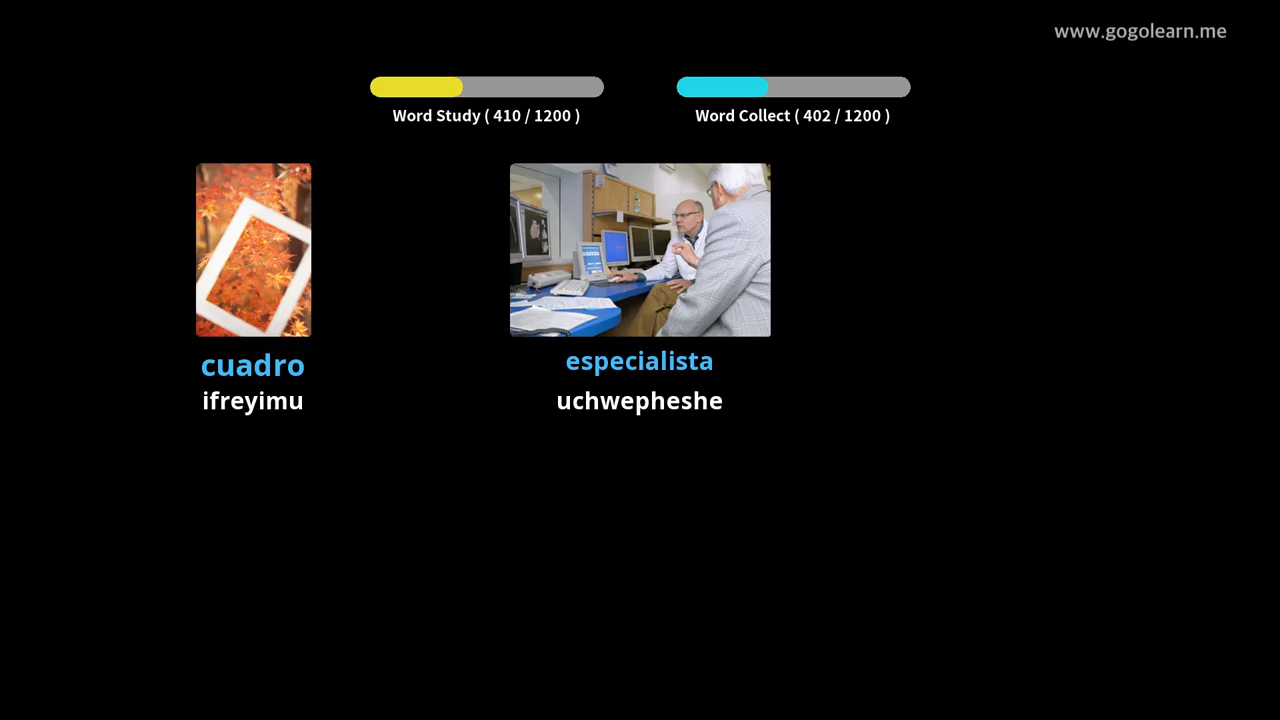 www.gogolearn.me
Word Study ( 410 / 1200 )
Word Collect ( 402 / 1200 )
cuadro
ifreyimu
especialista
uchwepheshe